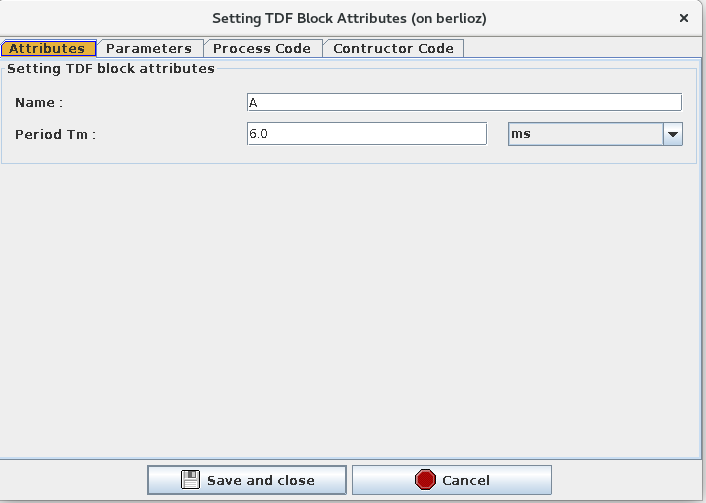 Setting TDF Block Attributes (on berlioz)
Attributes Parameters Process Code Contructor Code
Setting TDF block attributes
Name : A
Period Tm : 6.0 ms
Save and close Cancel